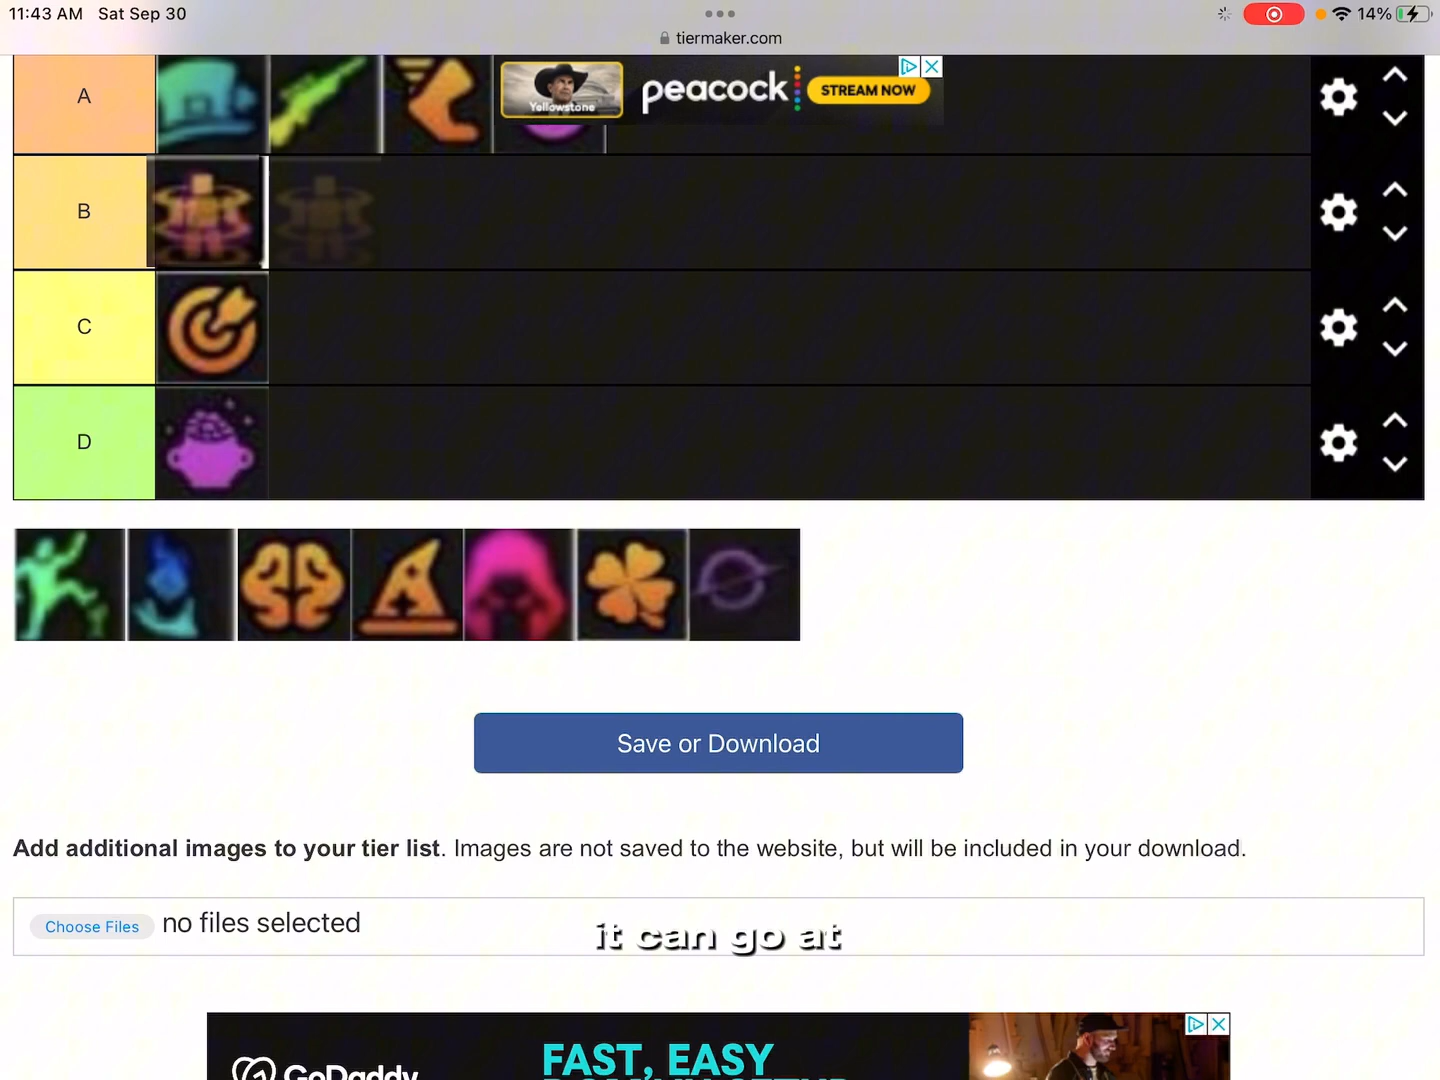 11:43 AM Sat Sep 30
14%
tiermaker.com
A
Yellowstone
peacock
STREAM NOW
B
C
D
Save or Download
Add additional images to your tier list. Images are not saved to the website, but will be included in your download.
Choose Files no files selected
it can go at
GoDaddy
FAST, EASY